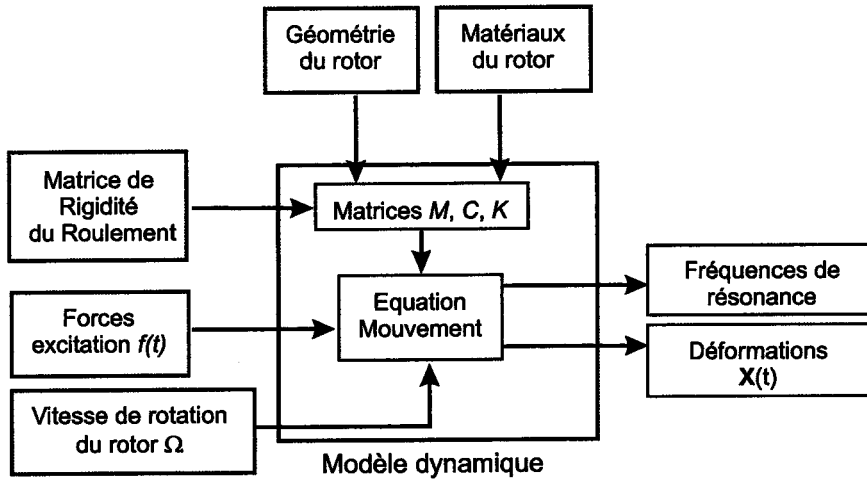 Géométrie
du rotor
Matériaux
du rotor
Matrice de
Rigidité
du Roulement
Matrices M, C, K
Equation
Mouvement
Fréquences de
résonance
Forces
excitation f(t)
Déformations
X(t)
Vitesse de rotation
du rotor Ω
Modèle dynamique